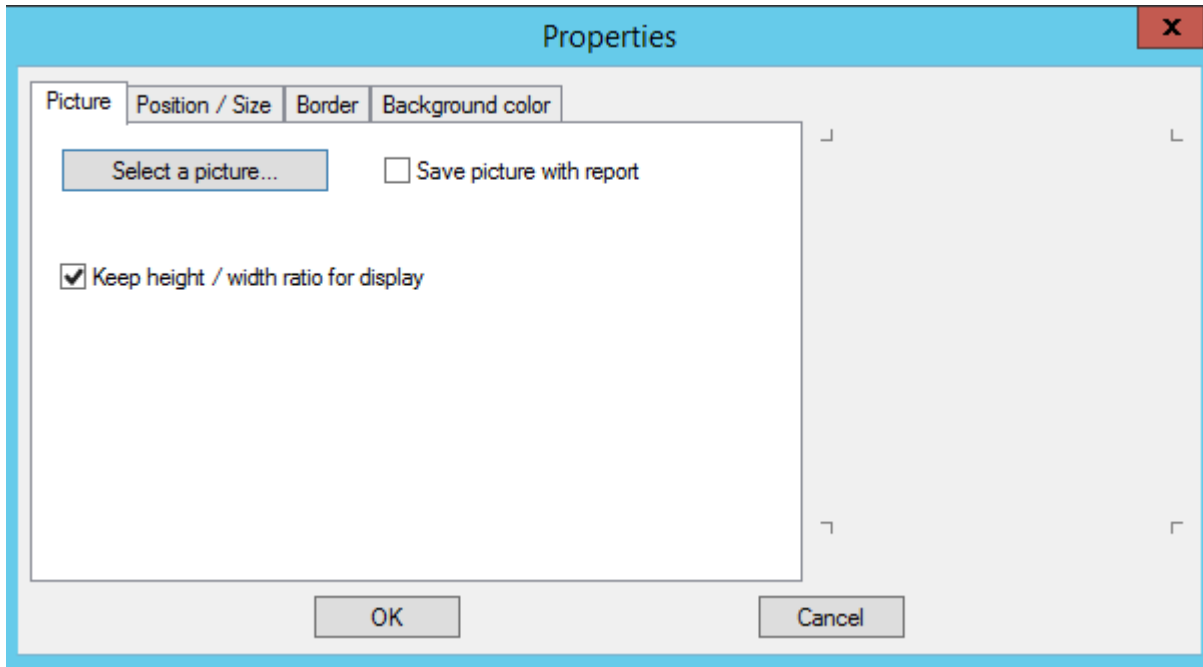 Properties
x
Picture Position / Size Border Background color
Select a picture... Save picture with report
Keep height / width ratio for display
OK Cancel